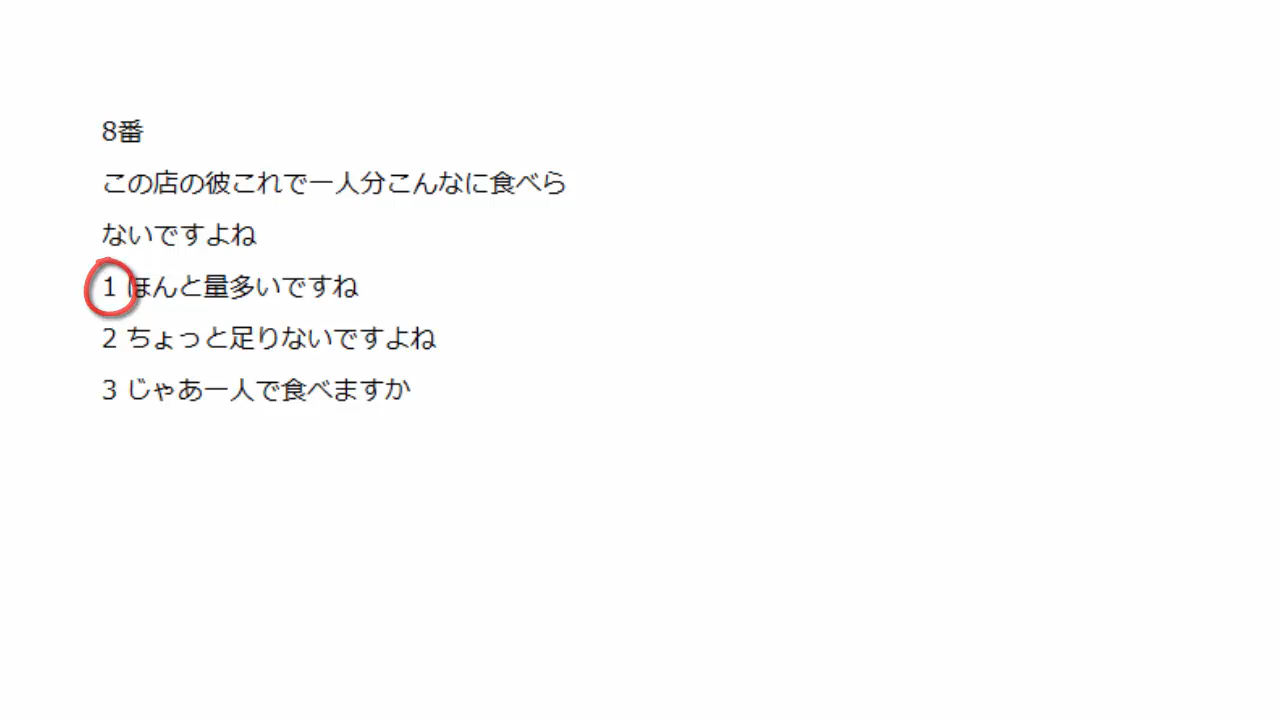 8番
この店の彼これで一人分こんなに食べら
ないですよね
1 ほんと量多いですね
2 ちょっと足りないですよね
3 じゃあ一人で食べますか